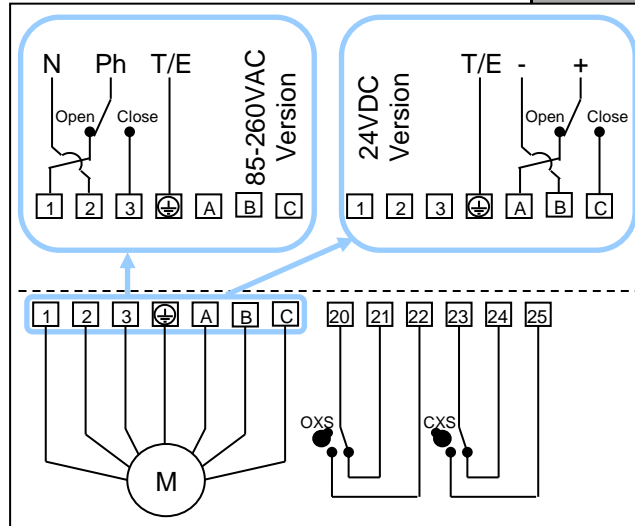 N Ph T/E
85-260VAC
Version
Open Close
1 2 3 A B C
24VDC
Version
T/E - +
Open Close
1 2 3 A B C
1 2 3 A B C 20 21 22 23 24 25
OXS CXS
M